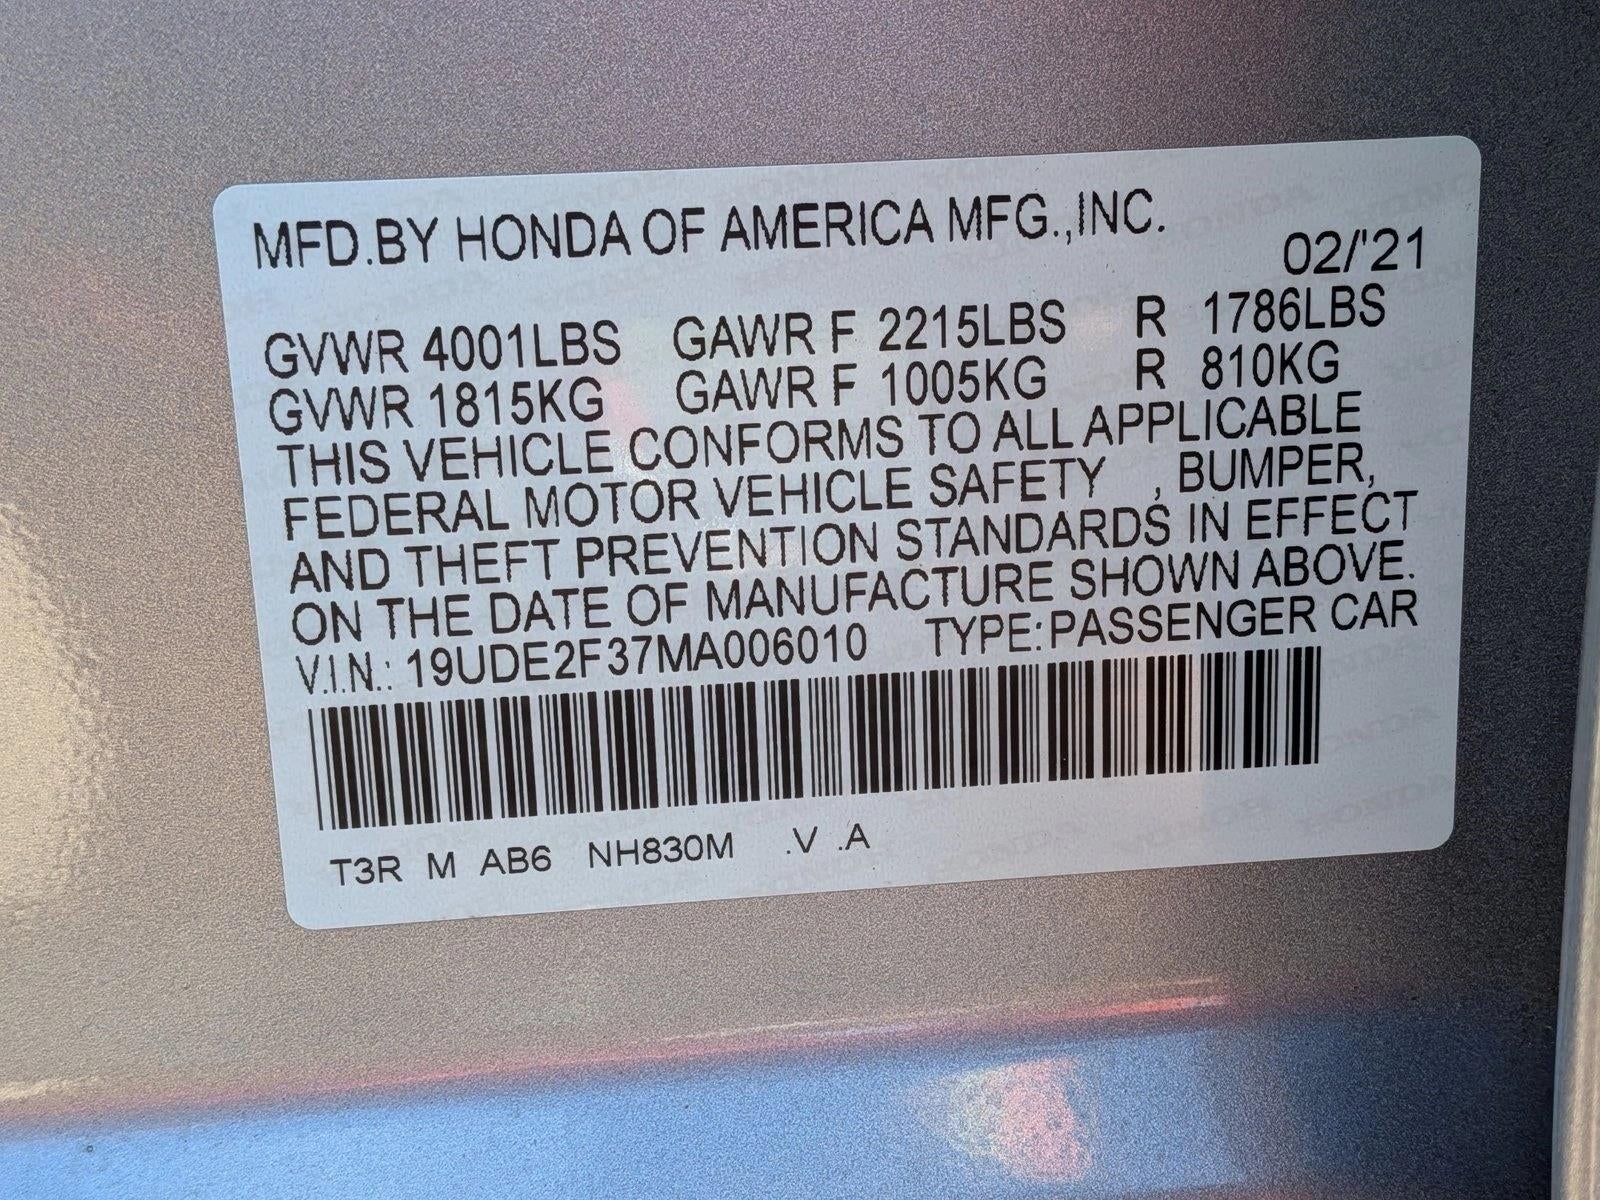 MFD.BY HONDA OF AMERICA MFG.,INC.
02/'21
GVWR 4001LBS GAWR F 2215LBS R 1786LBS
GVWR 1815KG GAWR F 1005KG R 810KG
THIS VEHICLE CONFORMS TO ALL APPLICABLE
FEDERAL MOTOR VEHICLE SAFETY , BUMPER,
AND THEFT PREVENTION STANDARDS IN EFFECT
ON THE DATE OF MANUFACTURE SHOWN ABOVE.
V.I.N.: 19UDE2F37MA006010 TYPE:PASSENGER CAR
T3R M AB6 NH830M .V .A